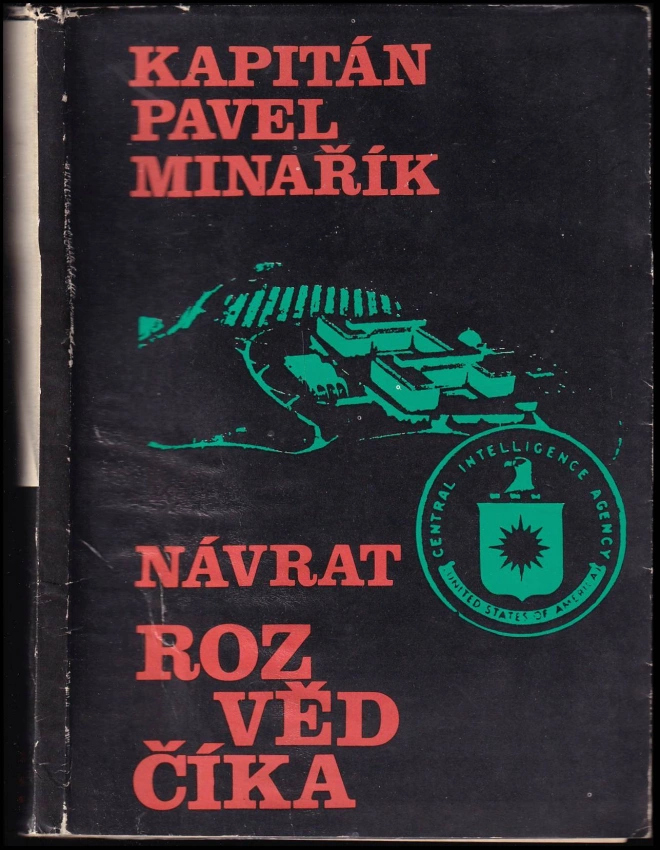 KAPITÁN
PAVEL
MINAŘÍK
CENTRAL INTELLIGENCE AGENCY
UNITED STATES OF AMERICA
NÁVRAT
ROZ
VĚD
ČÍKA